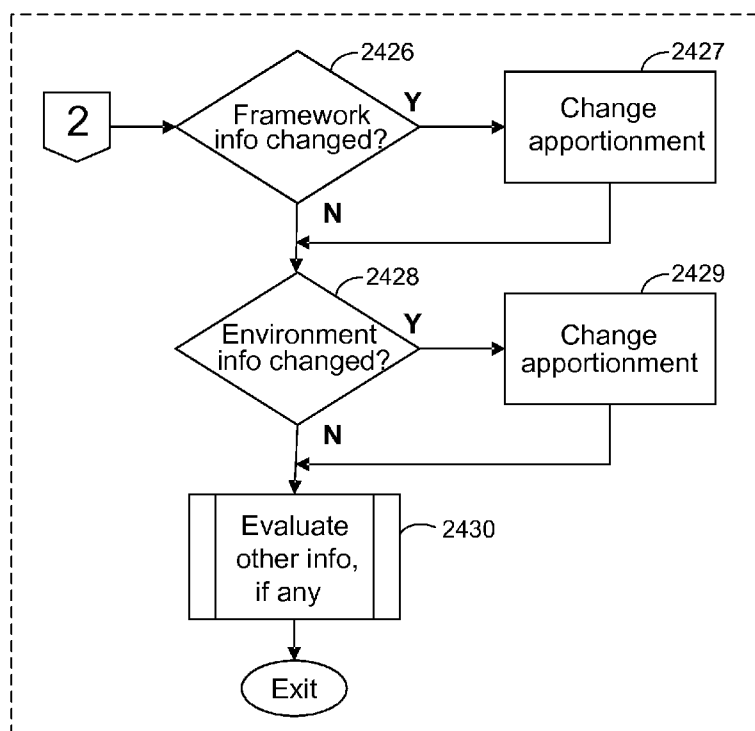 2426
2427
2
Framework
info changed?
Y
Change
apportionment
N
2428
2429
Environment
info changed?
Y
Change
apportionment
N
Evaluate
other info,
if any
2430
Exit